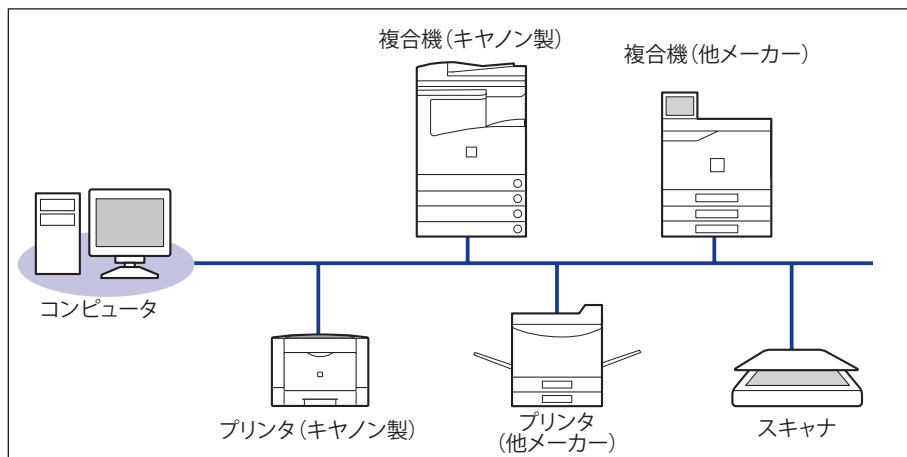 複合機（キヤノン製）
複合機（他メーカー）
コンピュータ
プリンタ（キヤノン製）
プリンタ
（他メーカー）
スキャナ